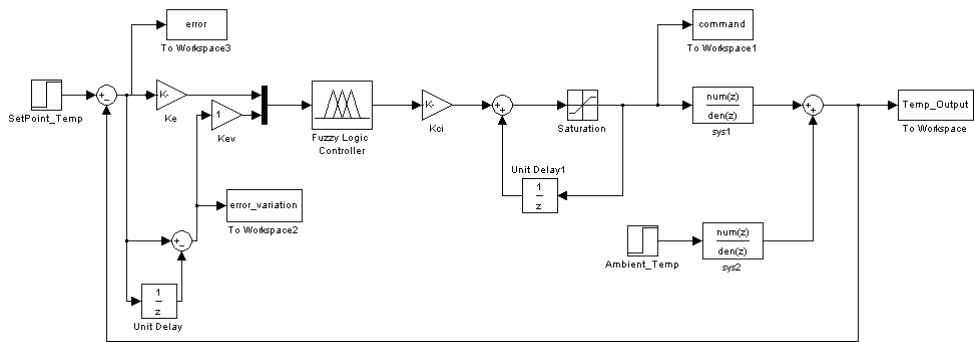 error
To Workspace3
command
To Workspace1
SetPoint_Temp
+
−
K-
Ke
1
Kev
Fuzzy Logic
Controller
K-
Kci
+
+
Saturation
num(z)
den(z)
sys1
+
+
Temp_Output
To Workspace
Unit Delay1
1
z
error_variation
To Workspace2
+
−
Ambient_Temp
num(z)
den(z)
sys2
1
z
Unit Delay